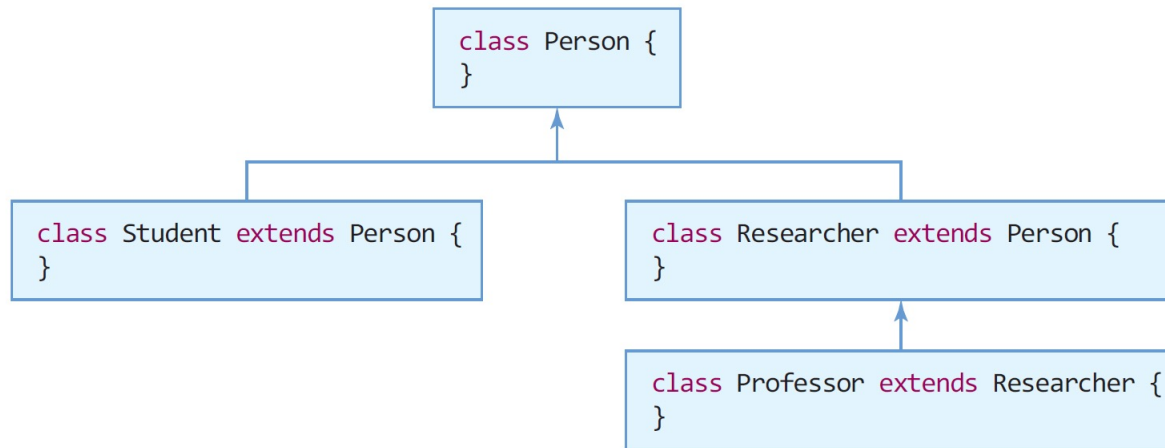 class Person {
}
class Student extends Person {
}
class Researcher extends Person {
}
class Professor extends Researcher {
}